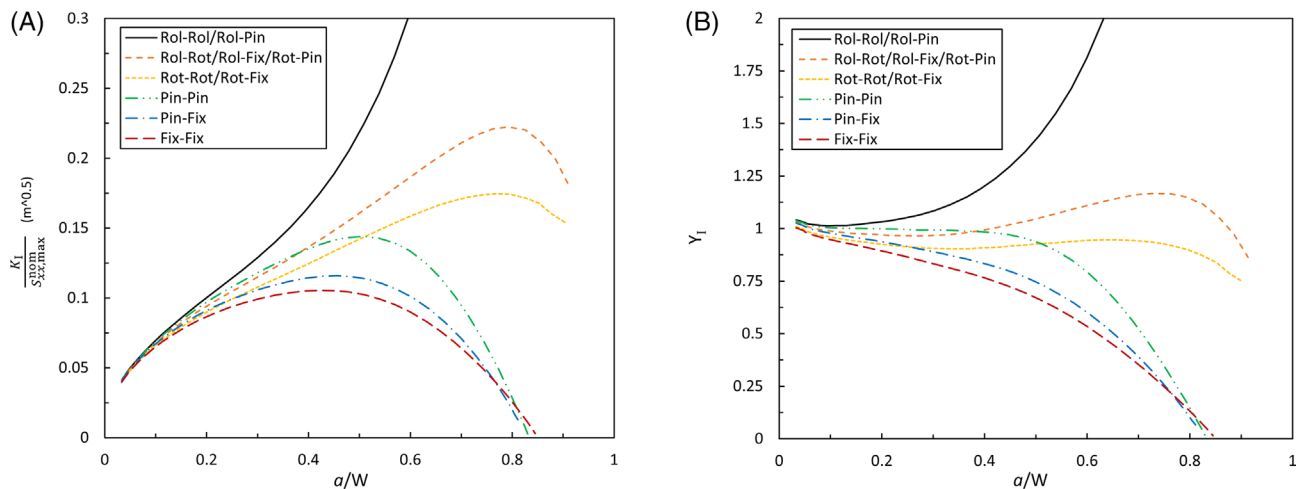 (A)
0.3
0.25
0.2
0.15
0.1
0.05
0
K_I / S_xx,max^nom (m^0.5)
Rol-Rol/Rol-Pin
Rol-Rot/Rol-Fix/Rot-Pin
Rot-Rot/Rot-Fix
Pin-Pin
Pin-Fix
Fix-Fix
0 0.2 0.4 0.6 0.8 1
a/W
(B)
2
1.75
1.5
1.25
1
0.75
0.5
0.25
0
Y_I
Rol-Rol/Rol-Pin
Rol-Rot/Rol-Fix/Rot-Pin
Rot-Rot/Rot-Fix
Pin-Pin
Pin-Fix
Fix-Fix
0 0.2 0.4 0.6 0.8 1
a/W